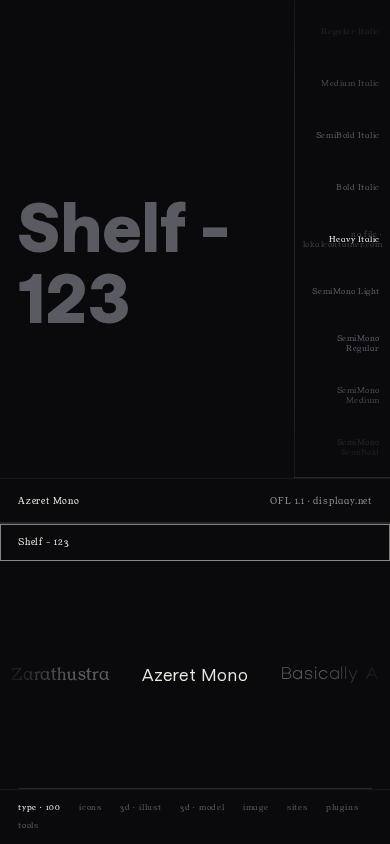 Regular Italic
Medium Italic
SemiBold Italic
Bold Italic
Shelf -
123
Heavy Italic
SemiMono Light
SemiMono
Regular
SemiMono
Medium
SemiMono
SemiBold
Azeret Mono
OFL 1.1 · displaay.net
Shelf - 123
Zarathustra
Azeret Mono
Basically A
type · 100
icons
3d · illust
3d · model
image
sites
plugins
tools